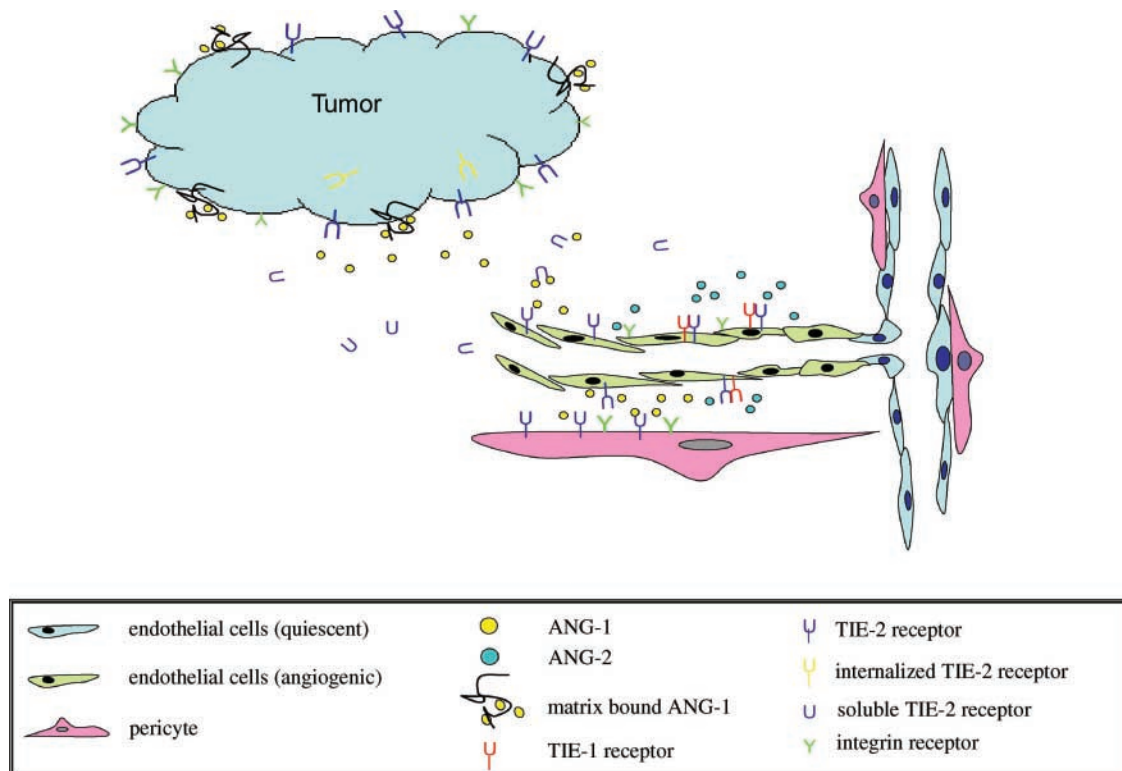 Tumor
endothelial cells (quiescent)
endothelial cells (angiogenic)
pericyte
ANG-1
ANG-2
matrix bound ANG-1
TIE-1 receptor
TIE-2 receptor
internalized TIE-2 receptor
soluble TIE-2 receptor
integrin receptor